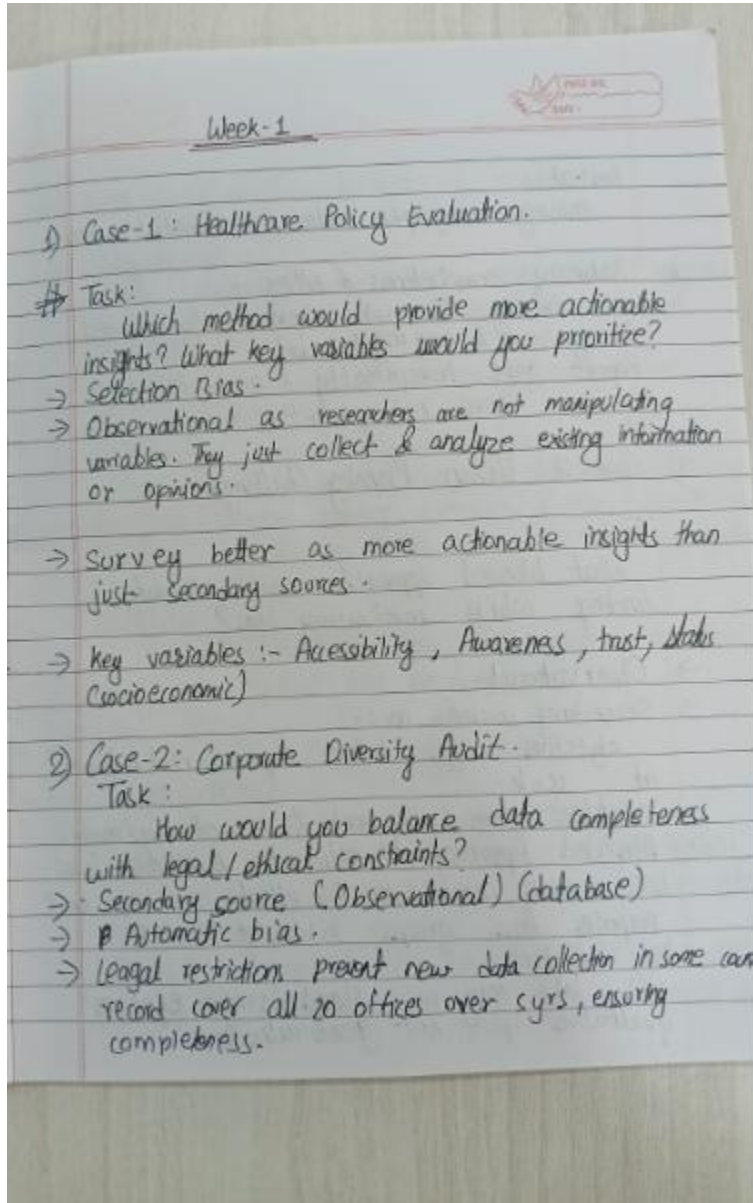 PAGE NO.
DATE:
Week-1
1) Case-1: Healthcare Policy Evaluation.
# Task:
Which method would provide more actionable
insights? What key variables would you prioritize?
→ Selection Bias.
→ Observational as researchers are not manipulating
variables. They just collect & analyze existing information
or opinions.
→ Survey better as more actionable insights than
just secondary sources.
→ key variables :- Accessibility, Awareness, trust, status
(socioeconomic)
2) Case-2: Corporate Diversity Audit.
Task:
How would you balance data completeness
with legal/ethical constraints?
→ Secondary source (Observational) (database)
→ Automatic bias.
→ Leagal restrictions prevent new data collection in some coun
record cover all 20 offices over 5yrs, ensuring
completeness.